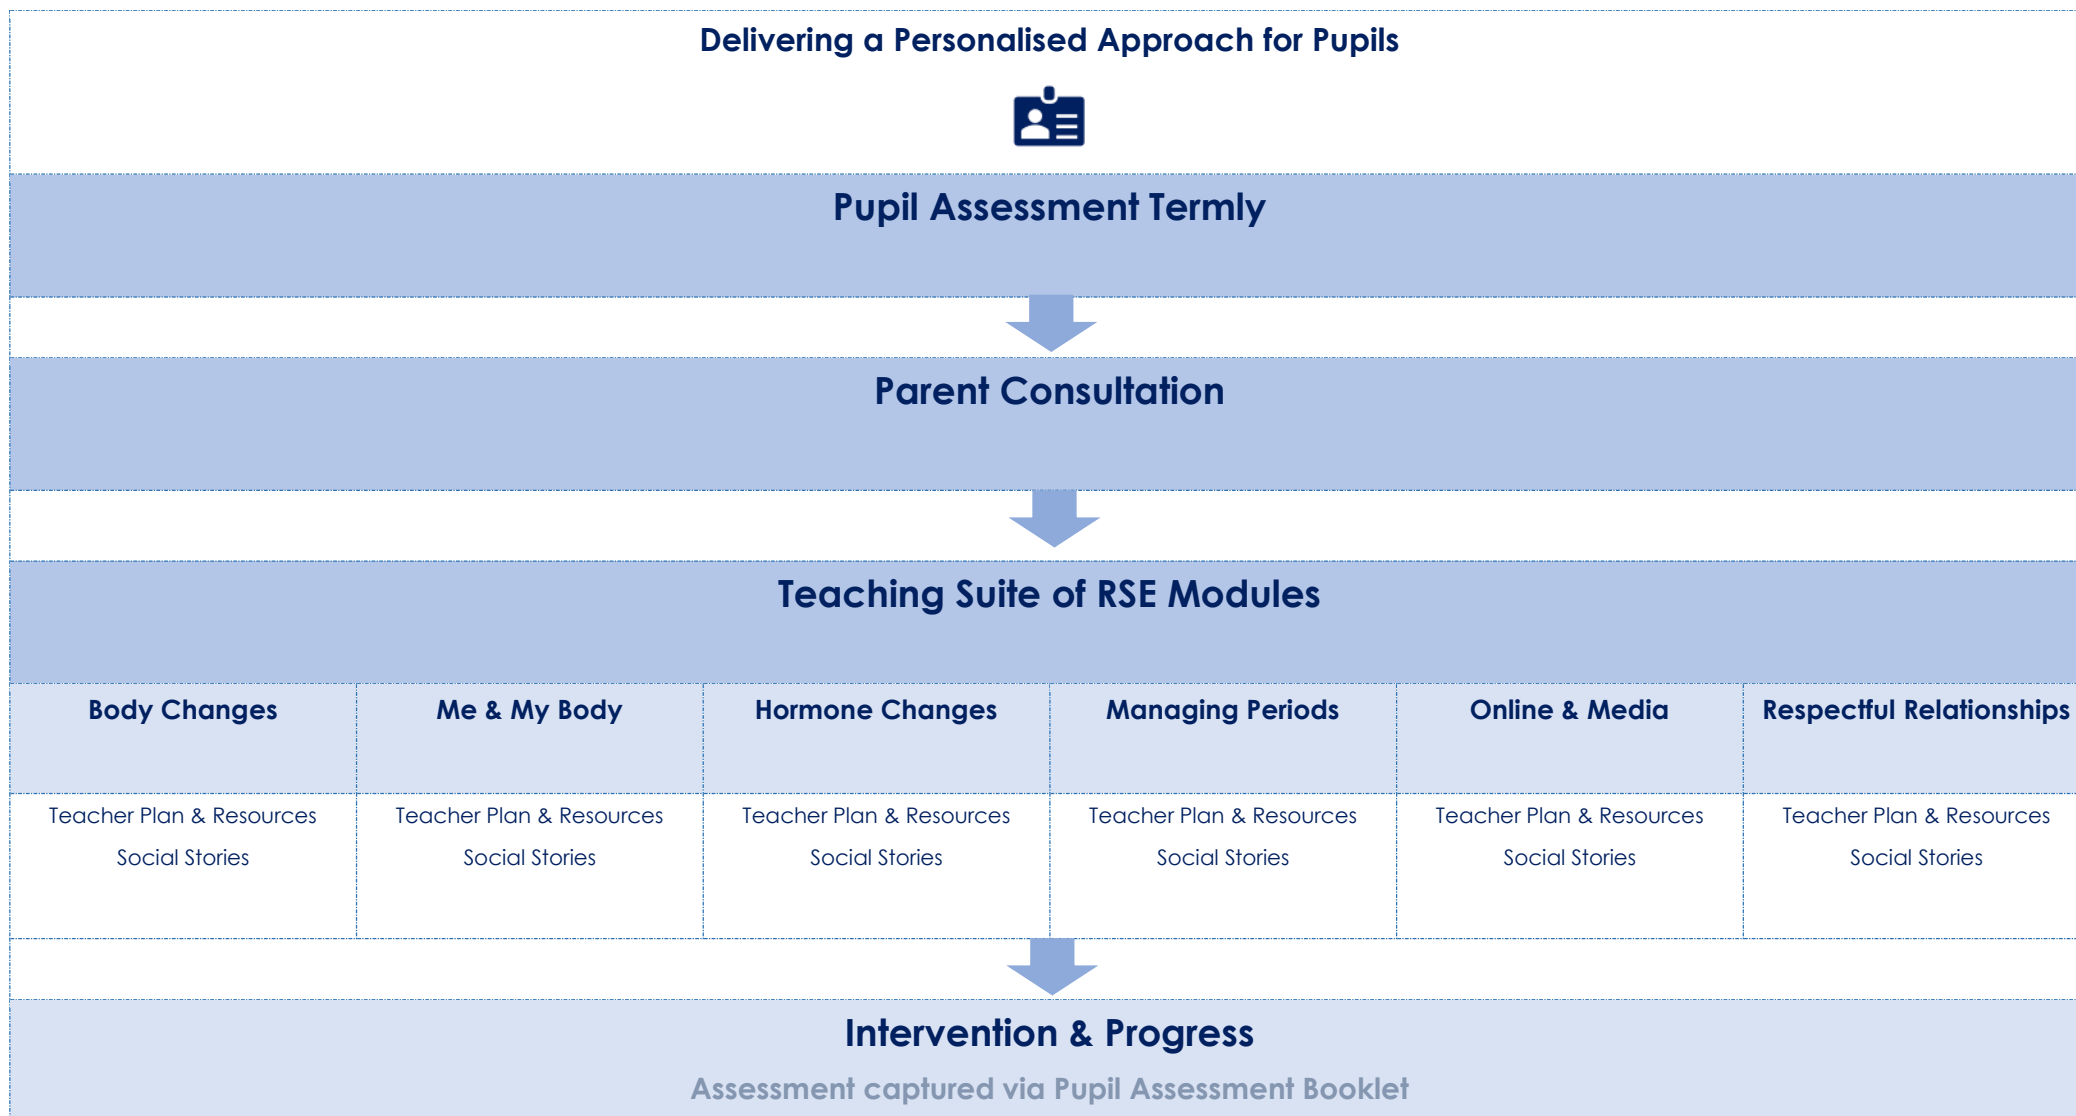 Delivering a Personalised Approach for Pupils
Pupil Assessment Termly
Parent Consultation
Teaching Suite of RSE Modules
Body Changes
Me & My Body
Hormone Changes
Managing Periods
Online & Media
Respectful Relationships
Teacher Plan & Resources
Social Stories
Teacher Plan & Resources
Social Stories
Teacher Plan & Resources
Social Stories
Teacher Plan & Resources
Social Stories
Teacher Plan & Resources
Social Stories
Teacher Plan & Resources
Social Stories
Intervention & Progress
Assessment captured via Pupil Assessment Booklet